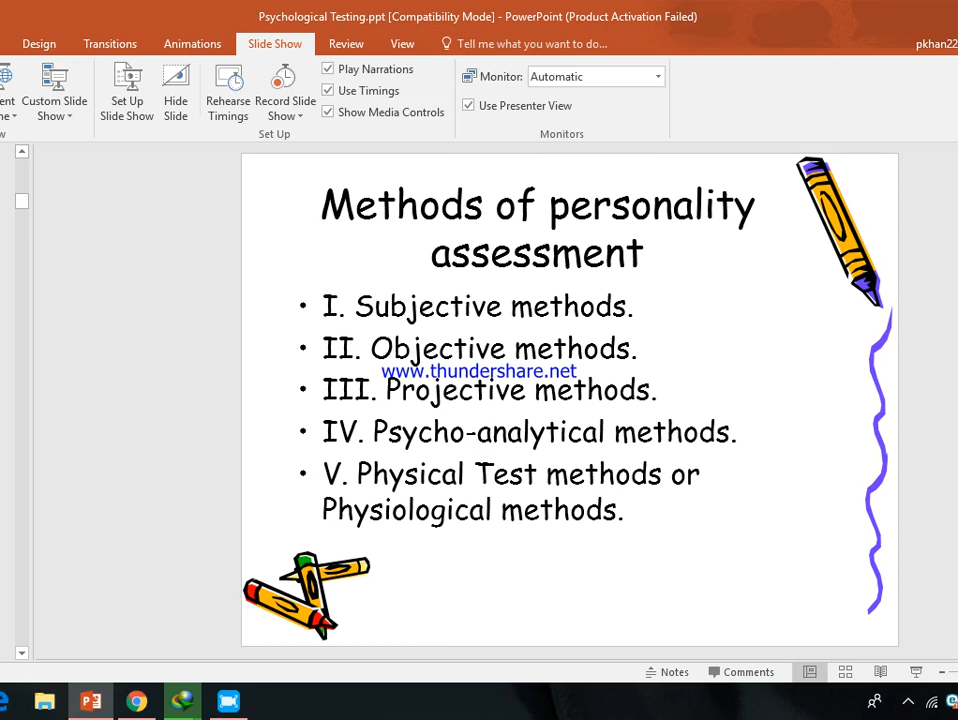 Psychological Testing.ppt [Compatibility Mode] - PowerPoint (Product Activation Failed)
Design Transitions Animations Slide Show Review View Tell me what you want to do... pkhan22
Custom Slide Show
Set Up Slide Show
Hide Slide
Rehearse Timings
Record Slide Show
Play Narrations
Use Timings
Show Media Controls
Set Up
Monitor: Automatic
Use Presenter View
Monitors
Methods of personality
assessment
• I. Subjective methods.
• II. Objective methods.
www.thundershare.net
• III. Projective methods.
• IV. Psycho-analytical methods.
• V. Physical Test methods or
Physiological methods.
Notes Comments